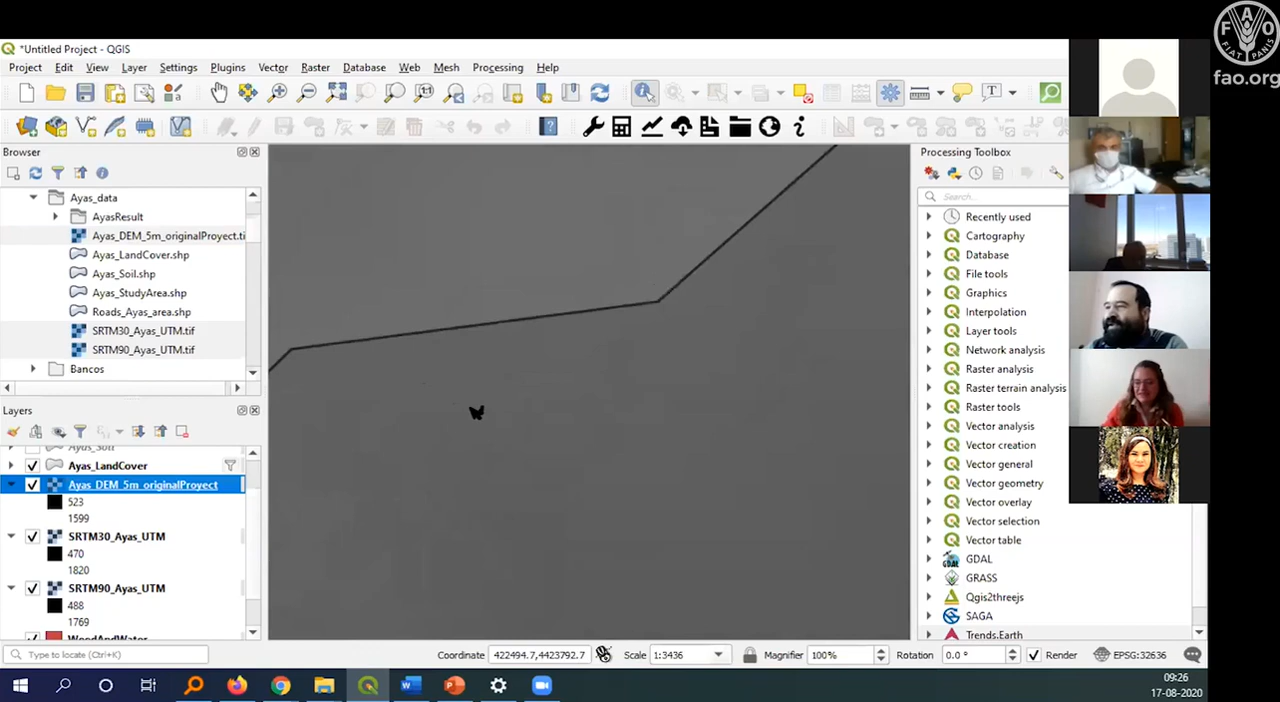 *Untitled Project - QGIS
Project Edit View Layer Settings Plugins Vector Raster Database Web Mesh Processing Help
F A O
FIAT PANIS
fao.org
Browser
Ayas_data
AyasResult
Ayas_DEM_5m_originalProyect.ti
Ayas_LandCover.shp
Ayas_Soil.shp
Ayas_StudyArea.shp
Roads_Ayas_area.shp
SRTM30_Ayas_UTM.tif
SRTM90_Ayas_UTM.tif
Bancos
Layers
Ayas_Soil
Ayas_LandCover
Ayas_DEM_5m_originalProyect
523
1599
SRTM30_Ayas_UTM
470
1820
SRTM90_Ayas_UTM
488
1769
WoodAndWater
Processing Toolbox
Search...
Recently used
Cartography
Database
File tools
Graphics
Interpolation
Layer tools
Network analysis
Raster analysis
Raster terrain analysis
Raster tools
Vector analysis
Vector creation
Vector general
Vector geometry
Vector overlay
Vector selection
Vector table
GDAL
GRASS
Qgis2threejs
SAGA
Trends.Earth
Type to locate (Ctrl+K)
Coordinate 422494.7,4423792.7 Scale 1:3436 Magnifier 100% Rotation 0.0 ° Render EPSG:32636
09:26
17-08-2020